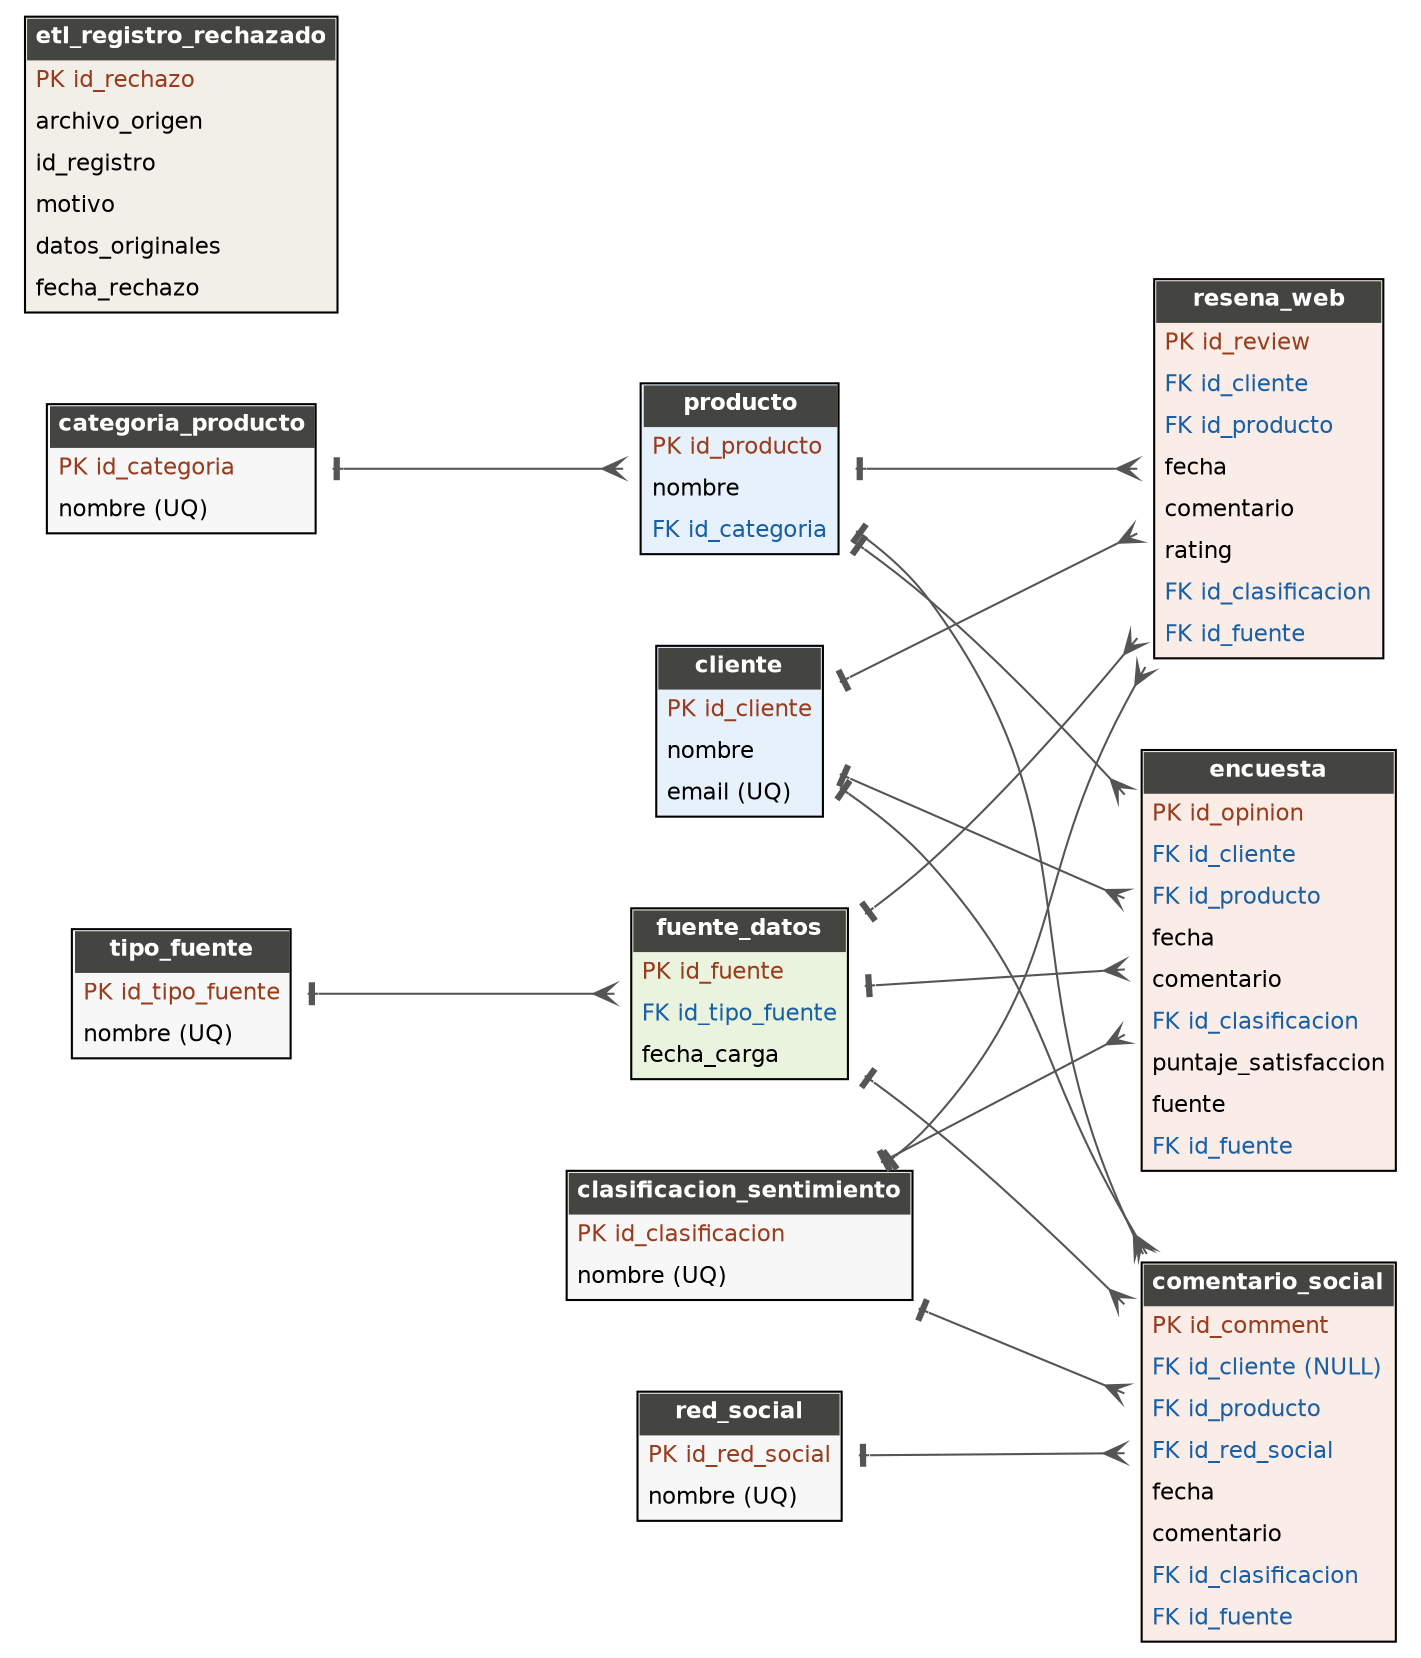 etl_registro_rechazado
PK id_rechazo
archivo_origen
id_registro
motivo
datos_originales
fecha_rechazo
categoria_producto
PK id_categoria
nombre (UQ)
tipo_fuente
PK id_tipo_fuente
nombre (UQ)
producto
PK id_producto
nombre
FK id_categoria
cliente
PK id_cliente
nombre
email (UQ)
fuente_datos
PK id_fuente
FK id_tipo_fuente
fecha_carga
clasificacion_sentimiento
PK id_clasificacion
nombre (UQ)
red_social
PK id_red_social
nombre (UQ)
resena_web
PK id_review
FK id_cliente
FK id_producto
fecha
comentario
rating
FK id_clasificacion
FK id_fuente
encuesta
PK id_opinion
FK id_cliente
FK id_producto
fecha
comentario
FK id_clasificacion
puntaje_satisfaccion
fuente
FK id_fuente
comentario_social
PK id_comment
FK id_cliente (NULL)
FK id_producto
FK id_red_social
fecha
comentario
FK id_clasificacion
FK id_fuente